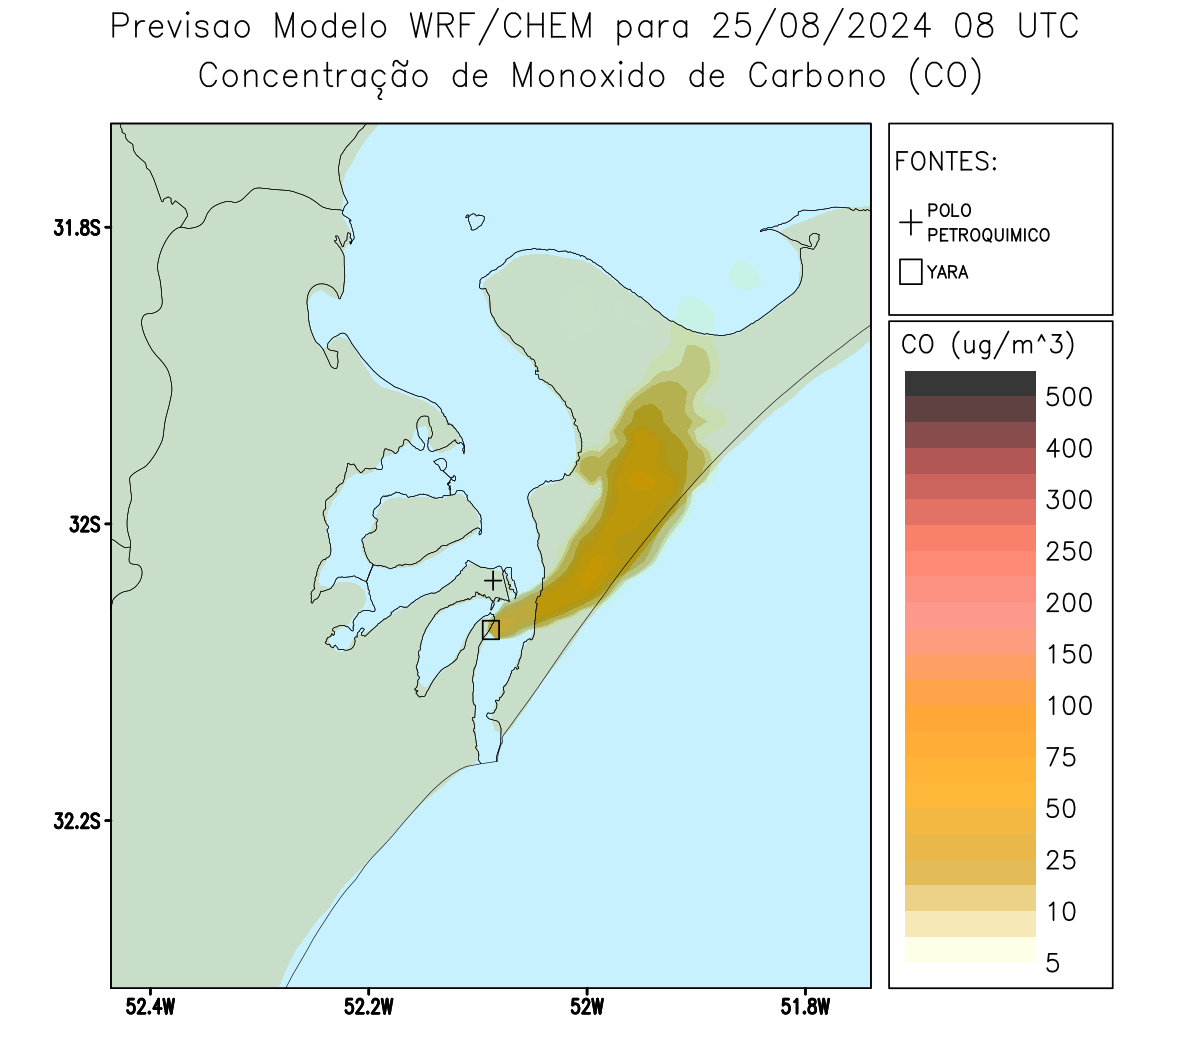 Previsao Modelo WRF/CHEM para 25/08/2024 08 UTC
Concentração de Monoxido de Carbono (CO)
FONTES:
POLO
PETROQUIMICO
YARA
CO (ug/m^3)
500
400
300
250
200
150
100
75
50
25
10
5
31.8S
32S
32.2S
52.4W
52.2W
52W
51.8W